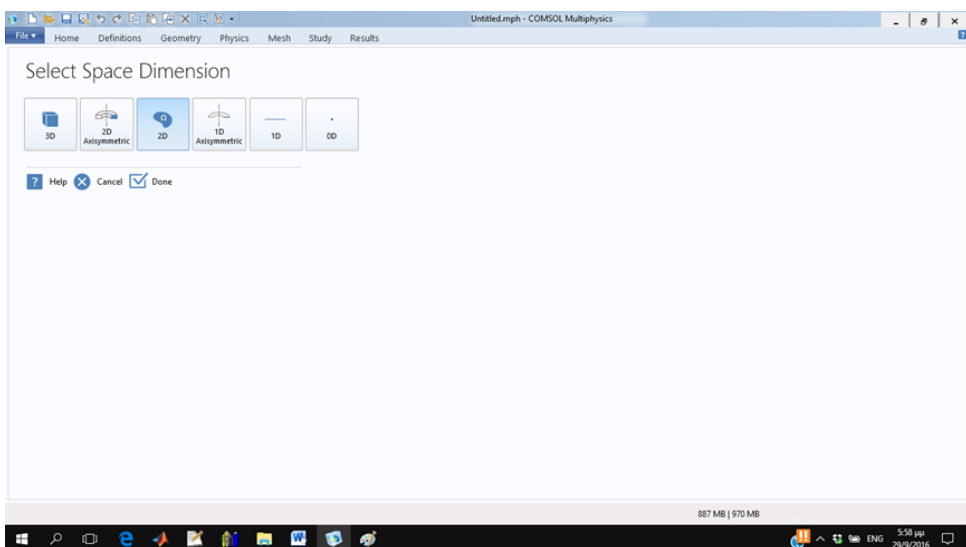 Untitled.mph - COMSOL Multiphysics
File Home Definitions Geometry Physics Mesh Study Results
Select Space Dimension
3D
2D
Axisymmetric
2D
1D
Axisymmetric
1D
0D
? Help Cancel Done
887 MB | 970 MB
ENG
5:58 μμ
29/9/2016